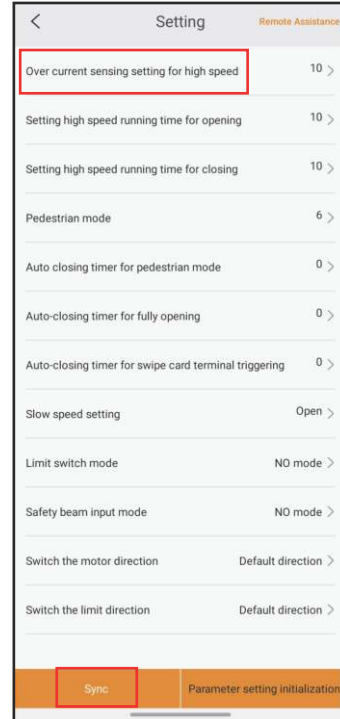 Setting Remote Assistance
Over current sensing setting for high speed 10
Setting high speed running time for opening 10
Setting high speed running time for closing 10
Pedestrian mode 6
Auto closing timer for pedestrian mode 0
Auto-closing timer for fully opening 0
Auto-closing timer for swipe card terminal triggering 0
Slow speed setting Open
Limit switch mode NO mode
Safety beam input mode NO mode
Switch the motor direction Default direction
Switch the limit direction Default direction
Sync Parameter setting initialization